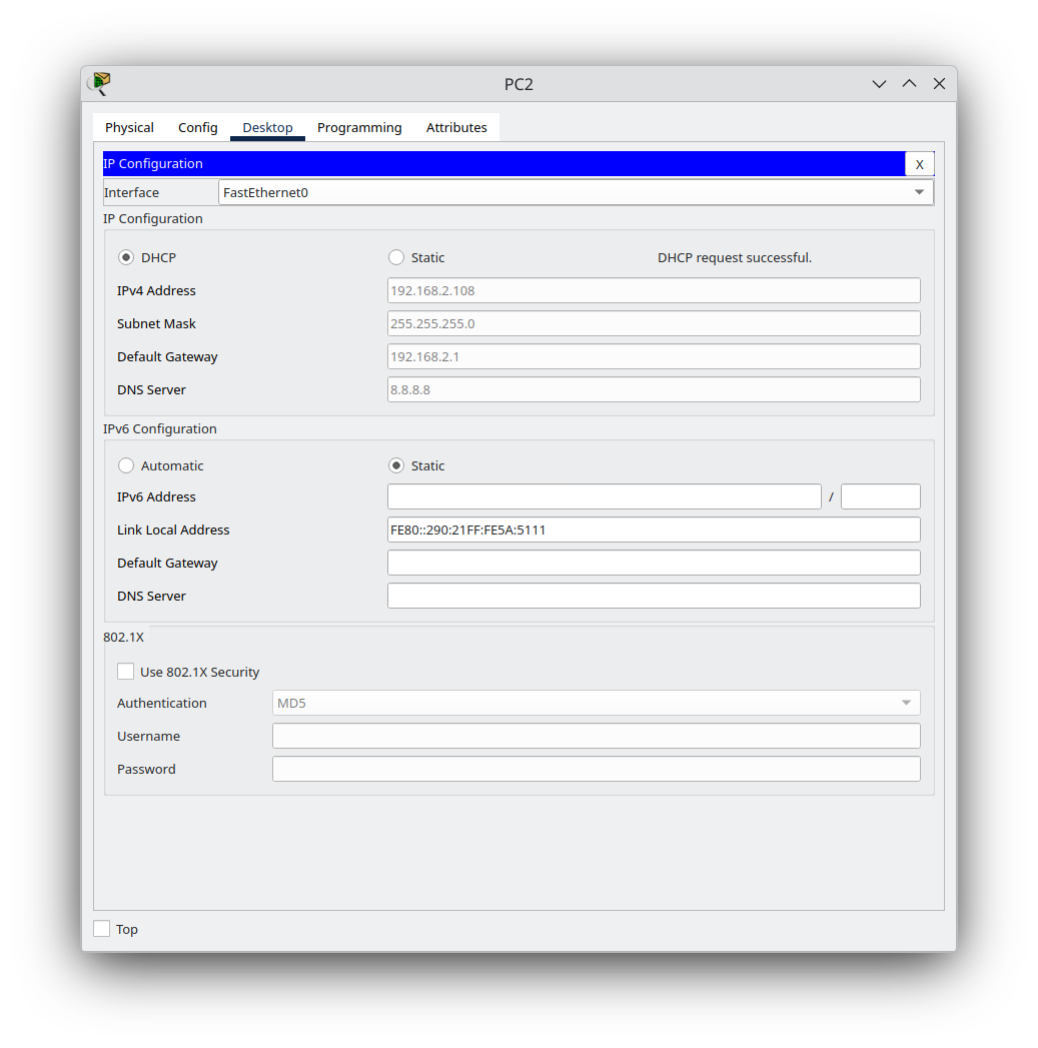 PC2
Physical Config Desktop Programming Attributes
IP Configuration X
Interface FastEthernet0
IP Configuration
DHCP Static DHCP request successful.
IPv4 Address 192.168.2.108
Subnet Mask 255.255.255.0
Default Gateway 192.168.2.1
DNS Server 8.8.8.8
IPv6 Configuration
Automatic Static
IPv6 Address /
Link Local Address FE80::290:21FF:FE5A:5111
Default Gateway
DNS Server
802.1X
Use 802.1X Security
Authentication MD5
Username
Password
Top